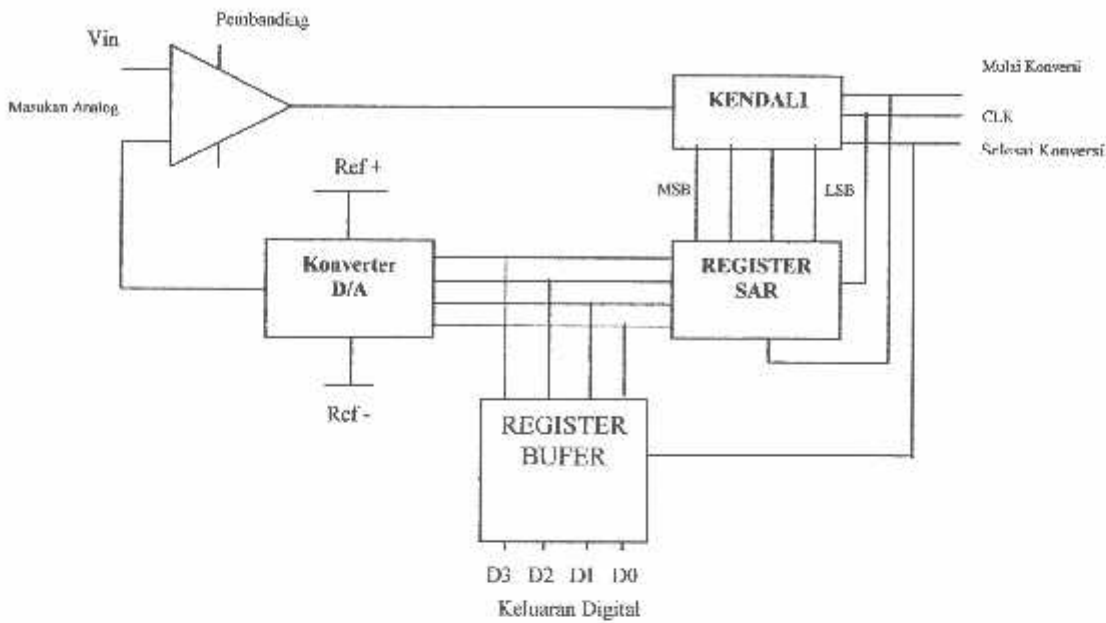 Pembanding
Vin
Masukan Analog
Mulai Konversi
KENDALI
CLK
Selesai Konversi
MSB
LSB
Ref +
Konverter
D/A
REGISTER
SAR
Ref -
REGISTER
BUFER
D3 D2 D1 D0
Keluaran Digital